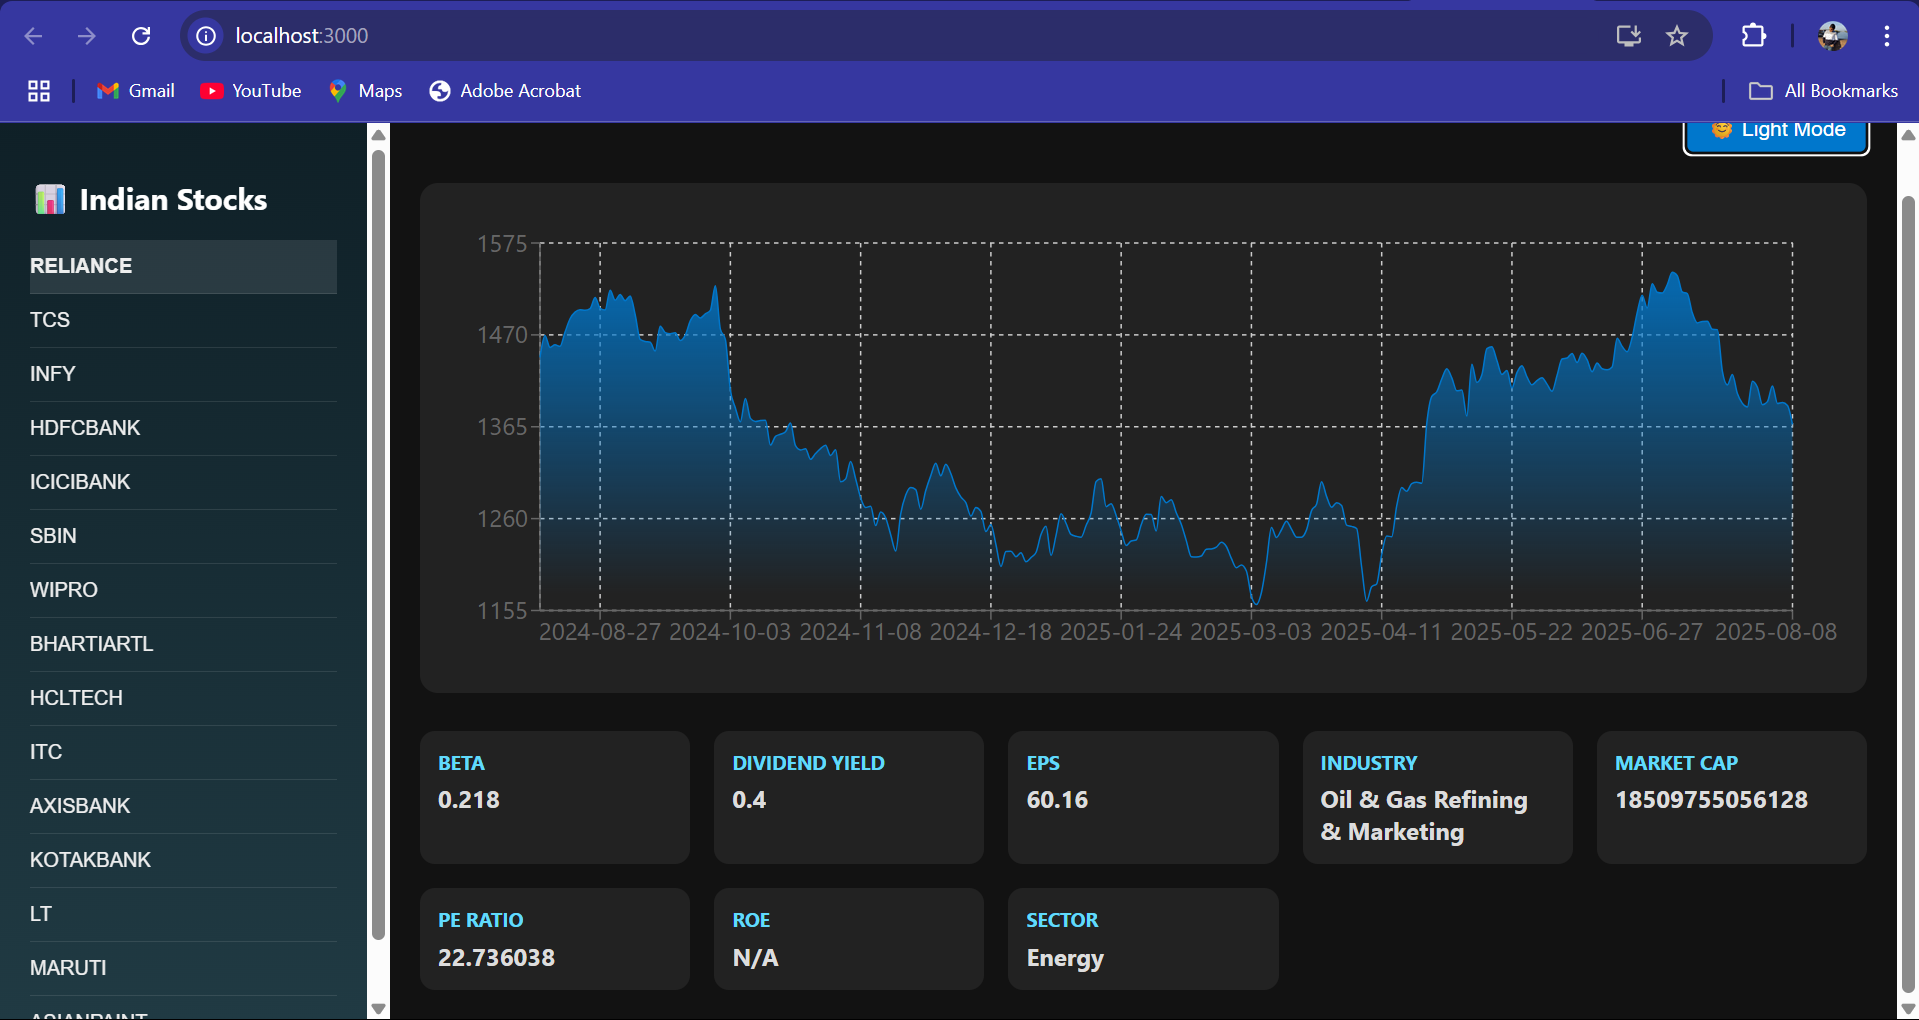 localhost:3000
Gmail YouTube Maps Adobe Acrobat All Bookmarks
Indian Stocks
RELIANCE
TCS
INFY
HDFCBANK
ICICIBANK
SBIN
WIPRO
BHARTIARTL
HCLTECH
ITC
AXISBANK
KOTAKBANK
LT
MARUTI
ASIANPAINT
Light Mode
1575
1470
1365
1260
1155
2024-08-27 2024-10-03 2024-11-08 2024-12-18 2025-01-24 2025-03-03 2025-04-11 2025-05-22 2025-06-27 2025-08-08
BETA
0.218
DIVIDEND YIELD
0.4
EPS
60.16
INDUSTRY
Oil & Gas Refining
& Marketing
MARKET CAP
18509755056128
PE RATIO
22.736038
ROE
N/A
SECTOR
Energy